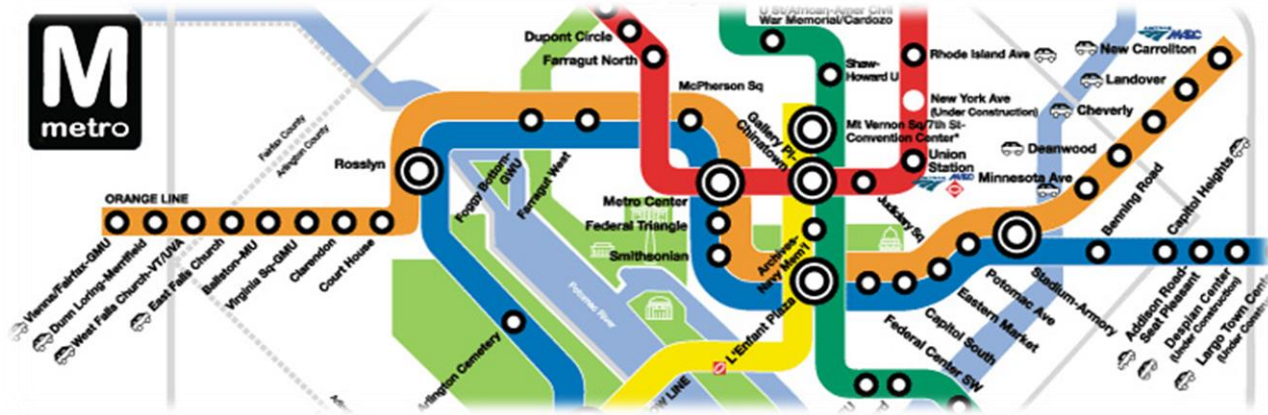 M
metro
U St/African-Amer Civil
War Memorial/Cardozo
Dupont Circle
Farragut North
McPherson Sq
Shaw-
Howard U
Rhode Island Ave
New Carrollton
Landover
Cheverly
New York Ave
(Under Construction)
Mt Vernon Sq/7th St-
Convention Center*
Gallery Pl-
Chinatown
Union
Station
Deanwood
Minnesota Ave
Benning Road
Capitol Heights
Fairfax County
Arlington County
Rosslyn
Foggy Bottom-
GWU
Farragut West
Metro Center
Federal Triangle
Smithsonian
Judiciary Sq
Archives-
Navy Mem'l
ORANGE LINE
Vienna/Fairfax-GMU
Dunn Loring-Merrifield
West Falls Church-VT/UVA
East Falls Church
Ballston-MU
Virginia Sq-GMU
Clarendon
Court House
Potomac River
L'Enfant Plaza
Federal Center SW
Capitol South
Eastern Market
Potomac Ave
Stadium-Armory
Addison Road-
Seat Pleasant
Despian Center
(Under Construction)
Largo Town
(Under
Arlington Cemetery
LINE